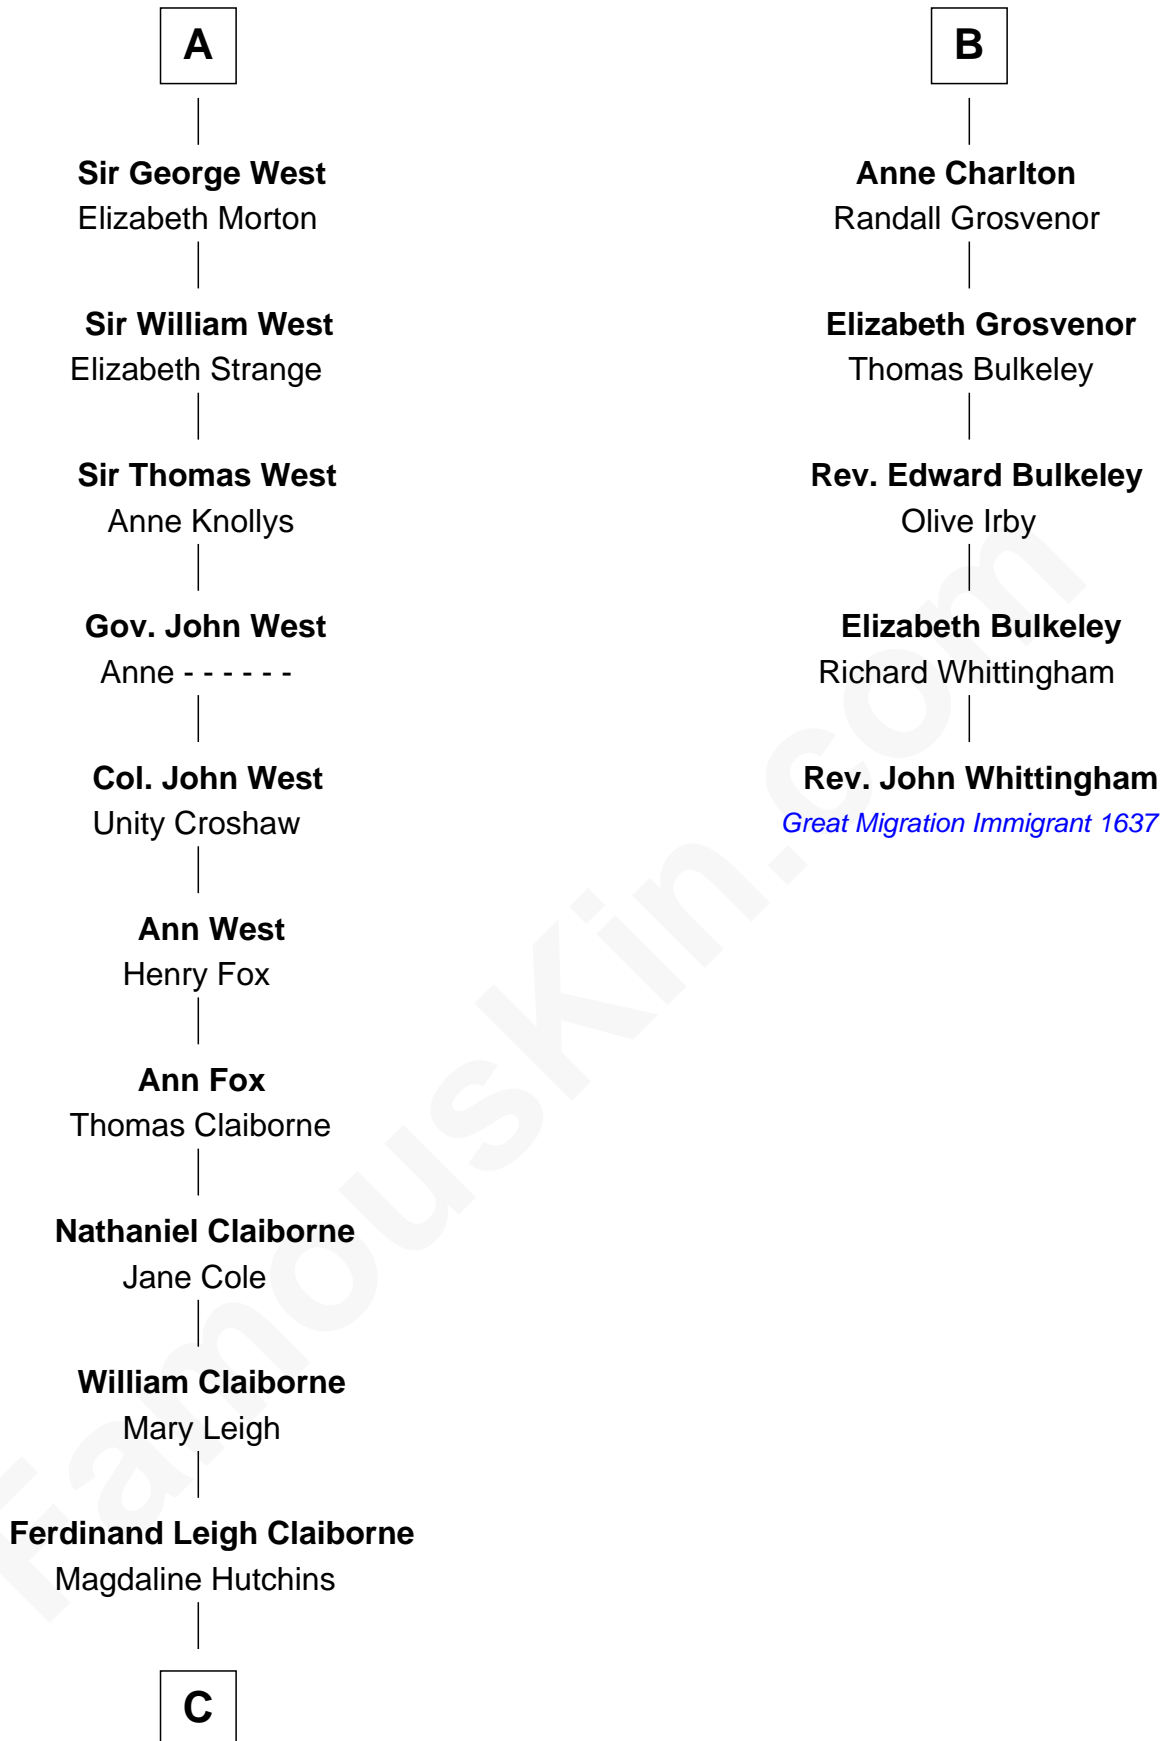 A
Sir George West
Elizabeth Morton
Sir William West
Elizabeth Strange
Sir Thomas West
Anne Knollys
Gov. John West
Anne - - - - - -
Col. John West
Unity Croshaw
Ann West
Henry Fox
Ann Fox
Thomas Claiborne
Nathaniel Claiborne
Jane Cole
William Claiborne
Mary Leigh
Ferdinand Leigh Claiborne
Magdaline Hutchins
C
B
Anne Charlton
Randall Grosvenor
Elizabeth Grosvenor
Thomas Bulkeley
Rev. Edward Bulkeley
Olive Irby
Elizabeth Bulkeley
Richard Whittingham
Rev. John Whittingham
Great Migration Immigrant 1637
FamousKin.com